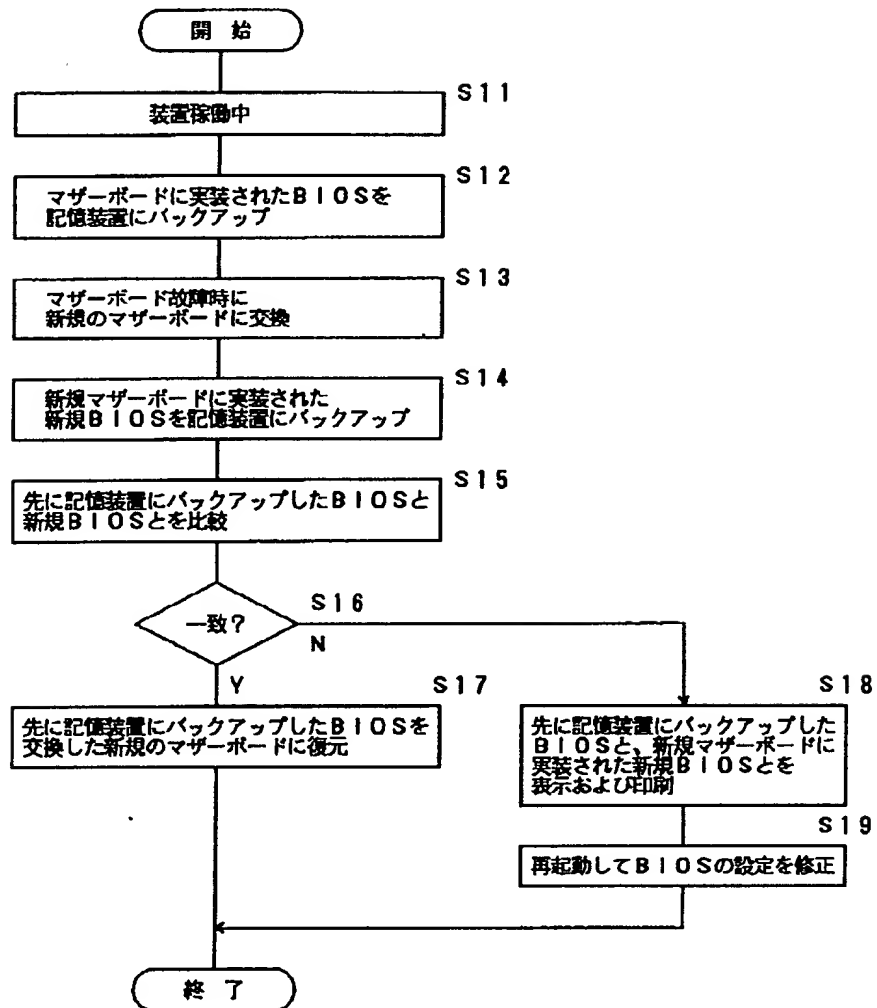 開始
S11
装置稼働中
S12
マザーボードに実装されたBIOSを
記憶装置にバックアップ
S13
マザーボード故障時に
新規のマザーボードに交換
S14
新規マザーボードに実装された
新規BIOSを記憶装置にバックアップ
S15
先に記憶装置にバックアップしたBIOSと
新規BIOSとを比較
S16
一致?
N
Y
S17
先に記憶装置にバックアップしたBIOSを
交換した新規のマザーボードに復元
S18
先に記憶装置にバックアップした
BIOSと、新規マザーボードに
実装された新規BIOSとを
表示および印刷
S19
再起動してBIOSの設定を修正
終了